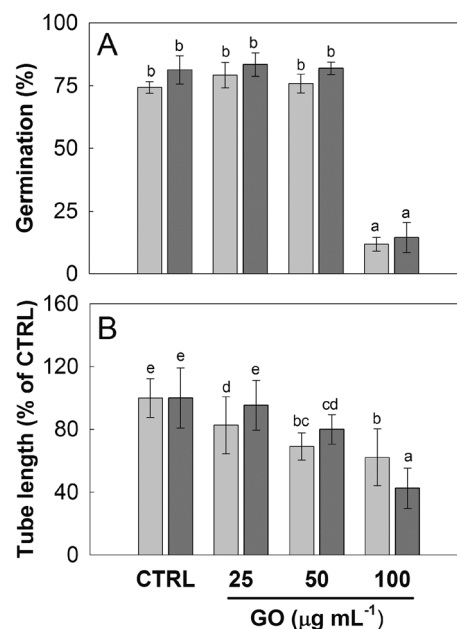 A
Germination (%)
100
75
50
25
0
b b b b b b a a
B
Tube length (% of CTRL)
160
120
80
40
0
e e d e bc cd b a
CTRL 25 50 100
GO (µg mL⁻¹)